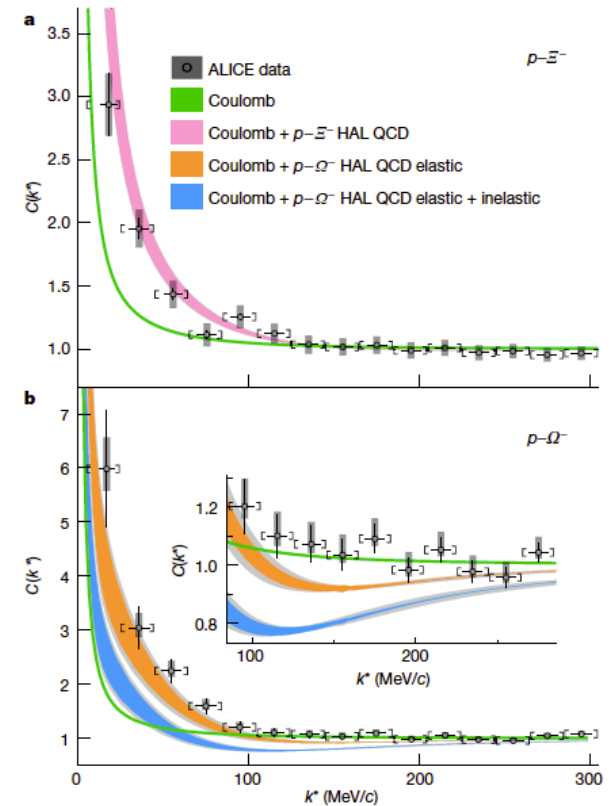 a
p–Ξ⁻
3.5
3.0
2.5
2.0
1.5
1.0
C(k*)
ALICE data
Coulomb
Coulomb + p–Ξ⁻ HAL QCD
Coulomb + p–Ω⁻ HAL QCD elastic
Coulomb + p–Ω⁻ HAL QCD elastic + inelastic
b
p–Ω⁻
7
6
5
4
3
2
1
C(k*)
1.2
1.0
0.8
C(k*)
100 200
k* (MeV/c)
0 100 200 300
k* (MeV/c)